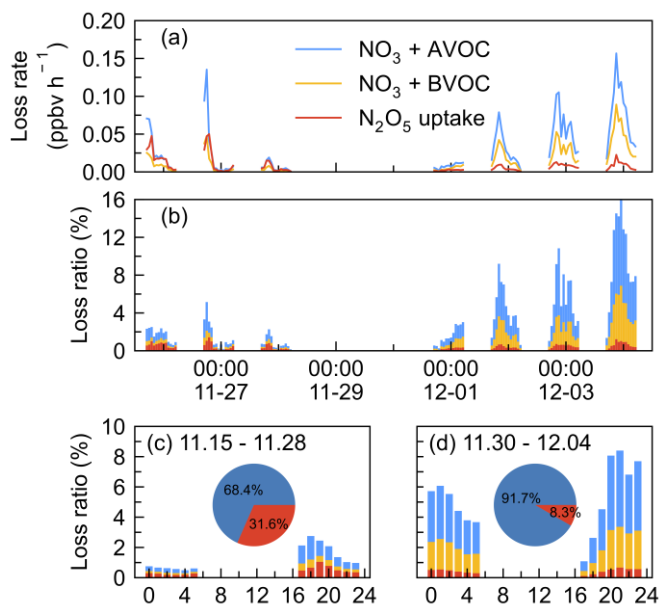 0.20
(a)
NO3 + AVOC
NO3 + BVOC
N2O5 uptake
0.15
0.10
0.05
0.00
Loss rate
(ppbv h −1)
16
(b)
12
8
4
0
Loss ratio (%)
00:00 00:00 00:00 00:00
11-27 11-29 12-01 12-03
10
(c) 11.15 - 11.28
(d) 11.30 - 12.04
8
6
4
2
0
Loss ratio (%)
68.4%
31.6%
91.7%
8.3%
0 4 8 12 16 20 24
0 4 8 12 16 20 24